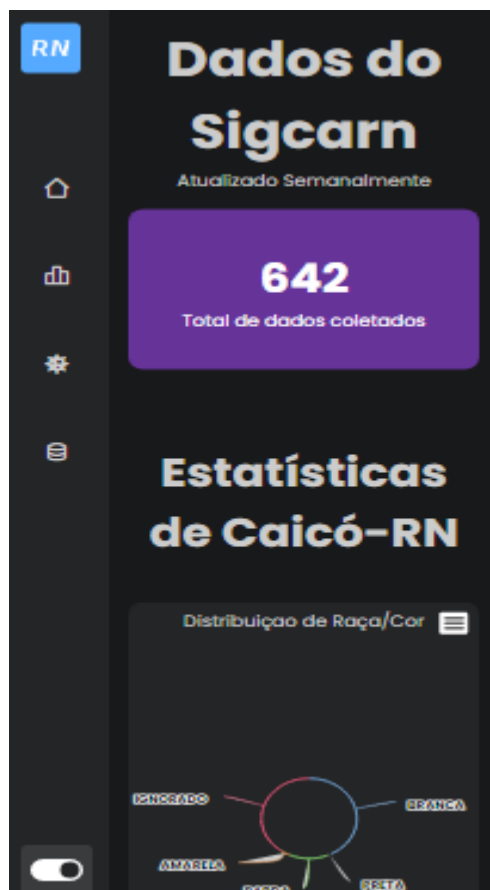 RN
Dados do
Sigcarn
Atualizado Semanalmente
642
Total de dados coletados
Estatísticas
de Caicó-RN
Distribuiçao de Raça/Cor
IGNORADO
BRANCA
AMARELA
PRETA